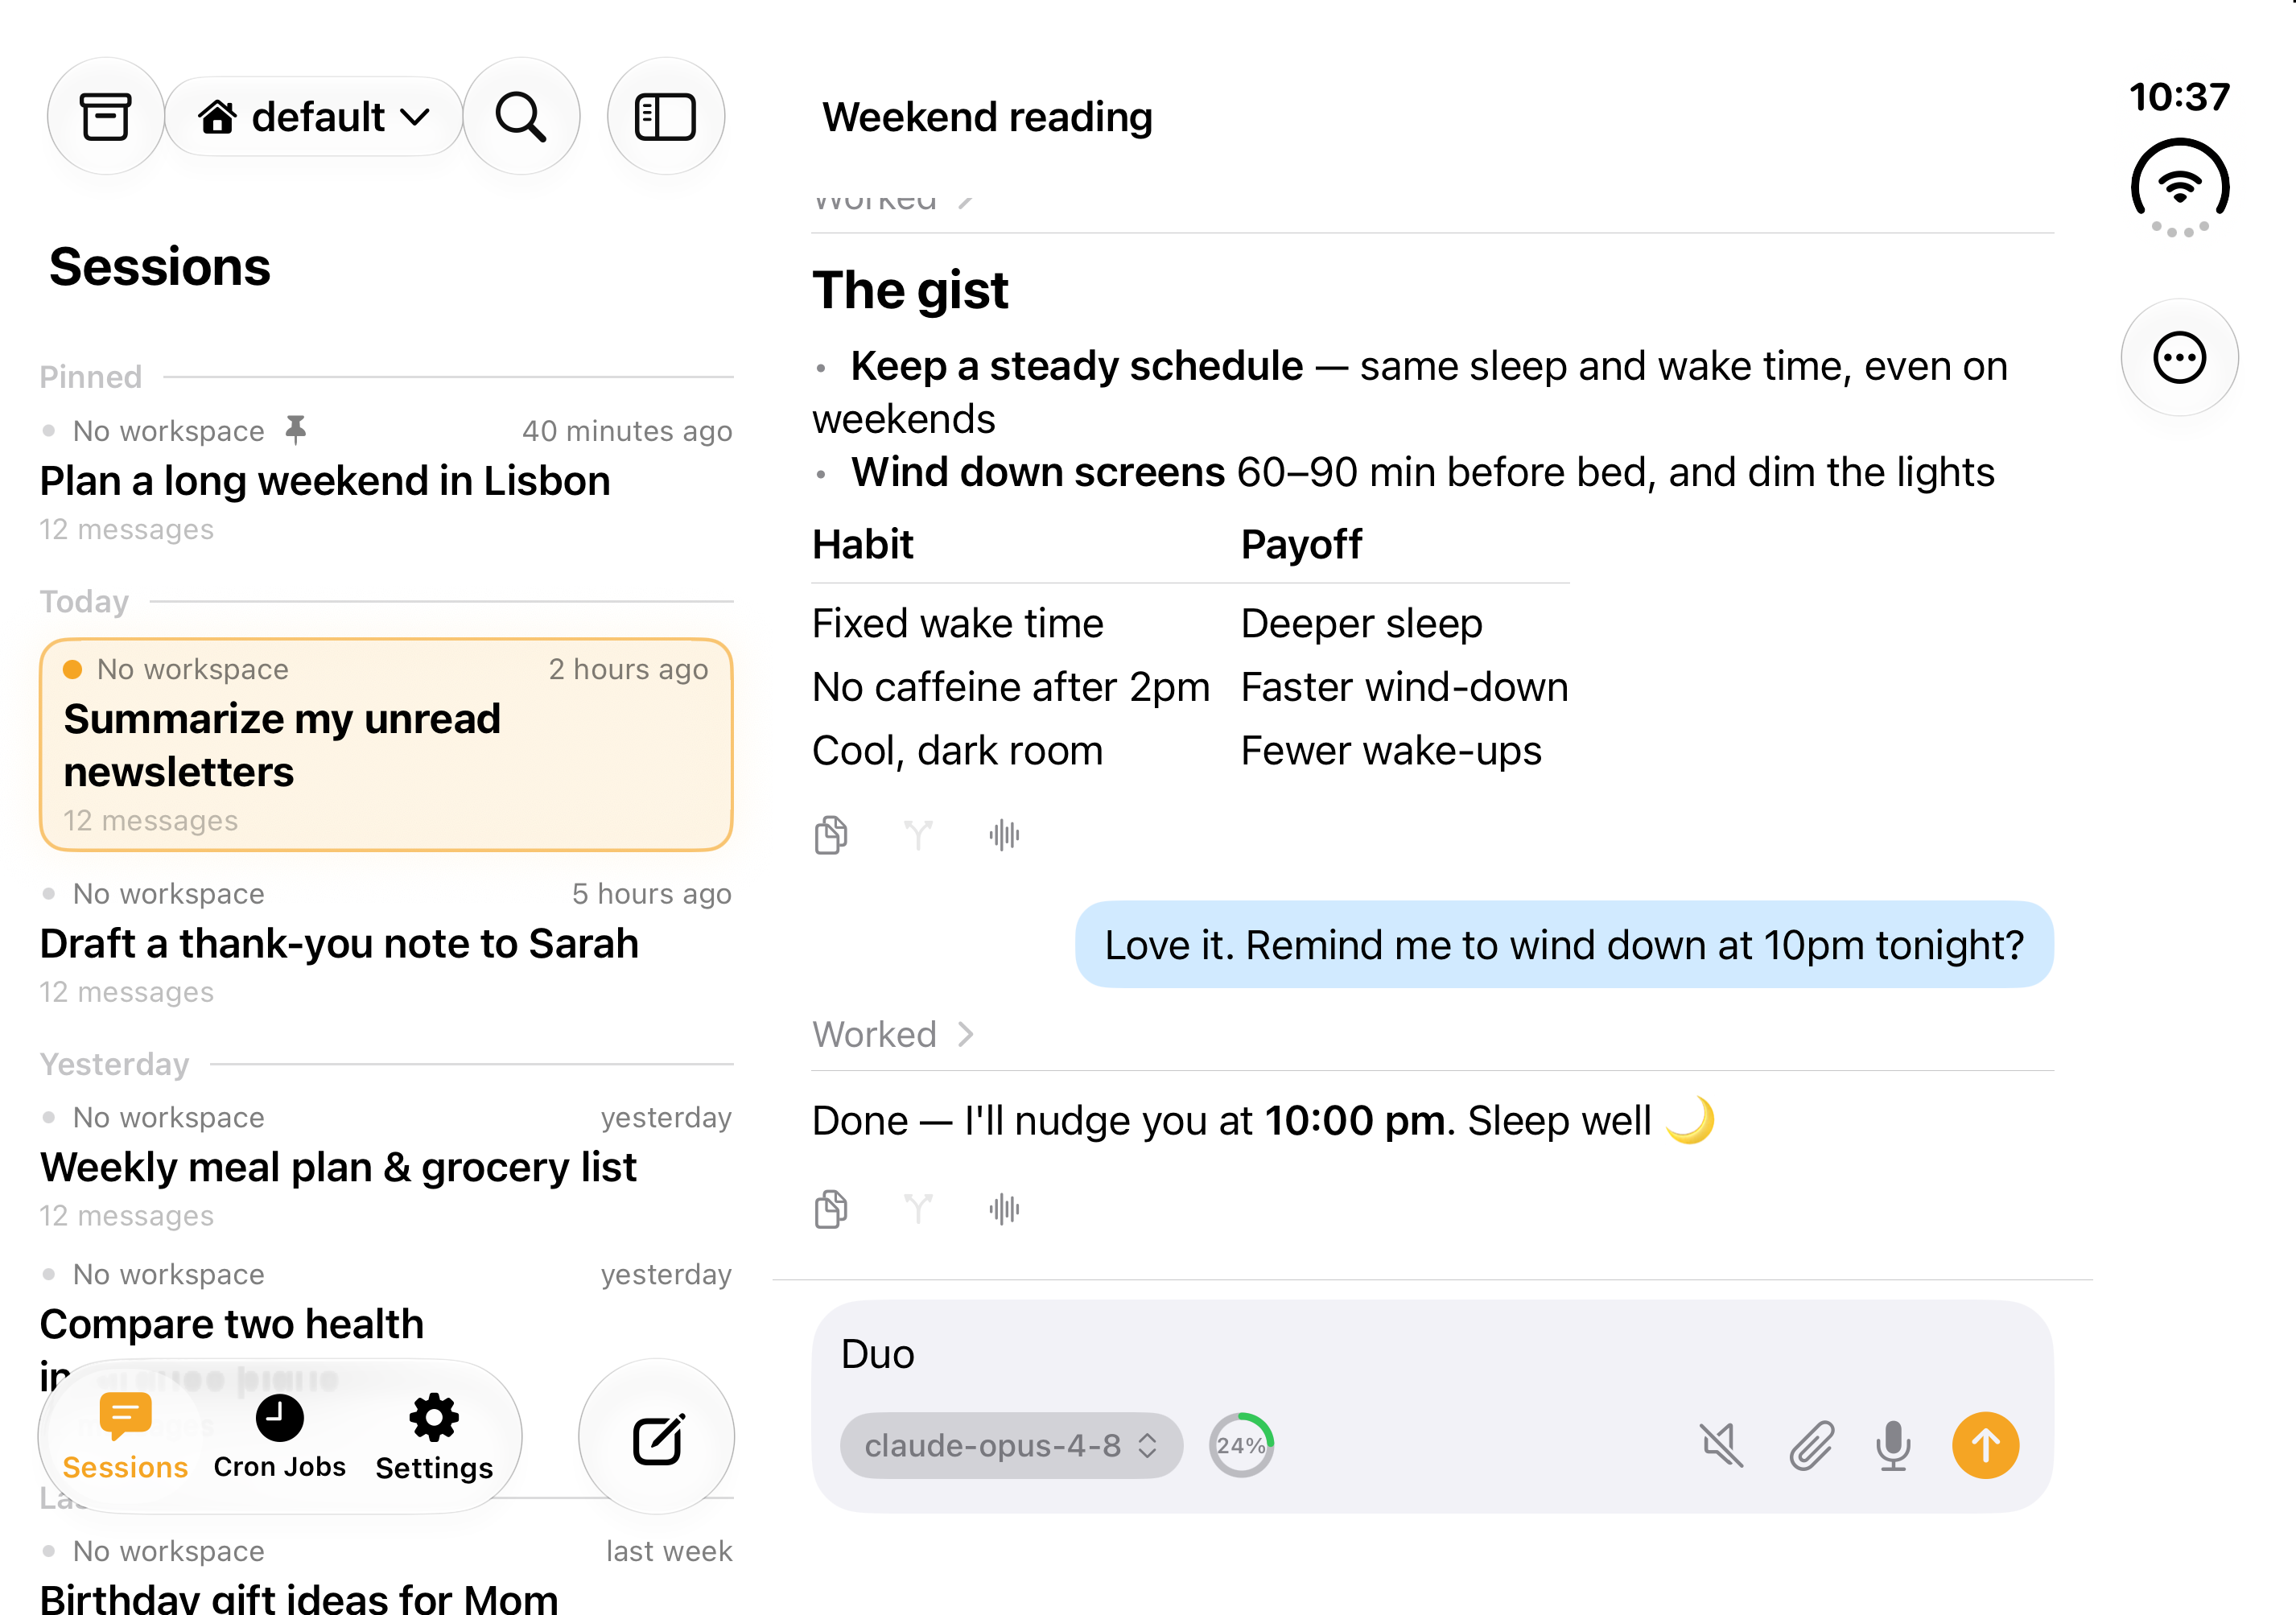 default
Sessions
Pinned
No workspace
40 minutes ago
Plan a long weekend in Lisbon
12 messages
Today
No workspace
2 hours ago
Summarize my unread
newsletters
12 messages
No workspace
5 hours ago
Draft a thank-you note to Sarah
12 messages
Yesterday
No workspace
yesterday
Weekly meal plan & grocery list
12 messages
No workspace
yesterday
Compare two health
Sessions
Cron Jobs
Settings
No workspace
last week
Birthday gift ideas for Mom
Weekend reading
Worked
The gist
• Keep a steady schedule — same sleep and wake time, even on
weekends
• Wind down screens 60–90 min before bed, and dim the lights
Habit Payoff
Fixed wake time Deeper sleep
No caffeine after 2pm Faster wind-down
Cool, dark room Fewer wake-ups
Love it. Remind me to wind down at 10pm tonight?
Worked
Done — I'll nudge you at 10:00 pm. Sleep well 🌙
Duo
claude-opus-4-8
24%
10:37